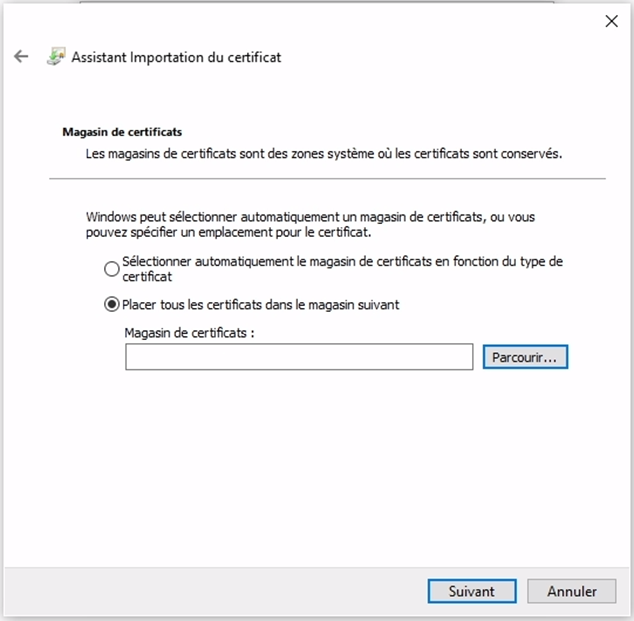 Assistant Importation du certificat
Magasin de certificats
Les magasins de certificats sont des zones système où les certificats sont conservés.
Windows peut sélectionner automatiquement un magasin de certificats, ou vous
pouvez spécifier un emplacement pour le certificat.
Sélectionner automatiquement le magasin de certificats en fonction du type de
certificat
Placer tous les certificats dans le magasin suivant
Magasin de certificats :
Parcourir...
Suivant
Annuler